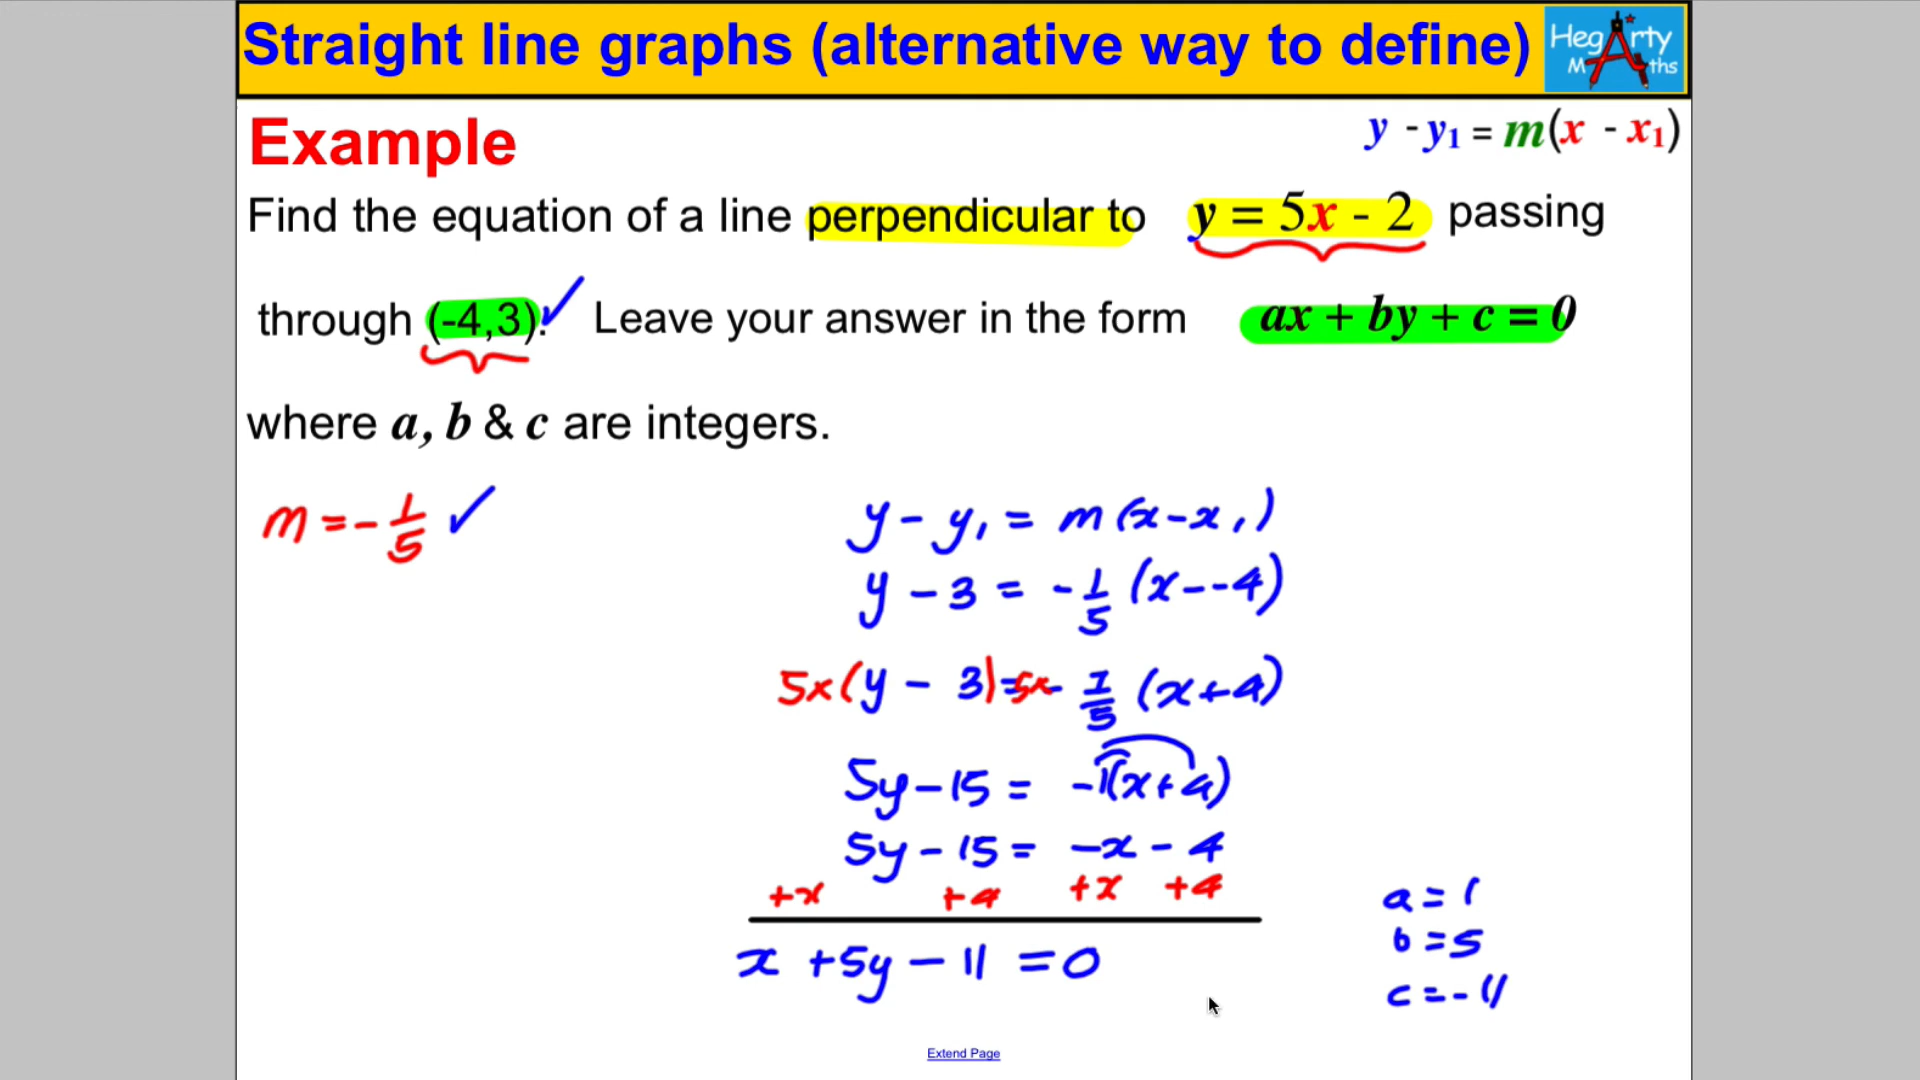 Straight line graphs (alternative way to define)
Hegarty
Maths
Example
y - y₁ = m(x - x₁)
Find the equation of a line perpendicular to y = 5x - 2 passing
through (-4,3). Leave your answer in the form ax + by + c = 0
where a, b & c are integers.
m = -1/5 ✓
y - y₁ = m(x - x₁)
y - 3 = -1/5 (x - -4)
5x(y - 3) = 5x - 1/5 (x + 4)
5y - 15 = -1(x + 4)
5y - 15 = -x - 4
+x +4 +x +4
x + 5y - 11 = 0
a = 1
b = 5
c = -11
Extend Page